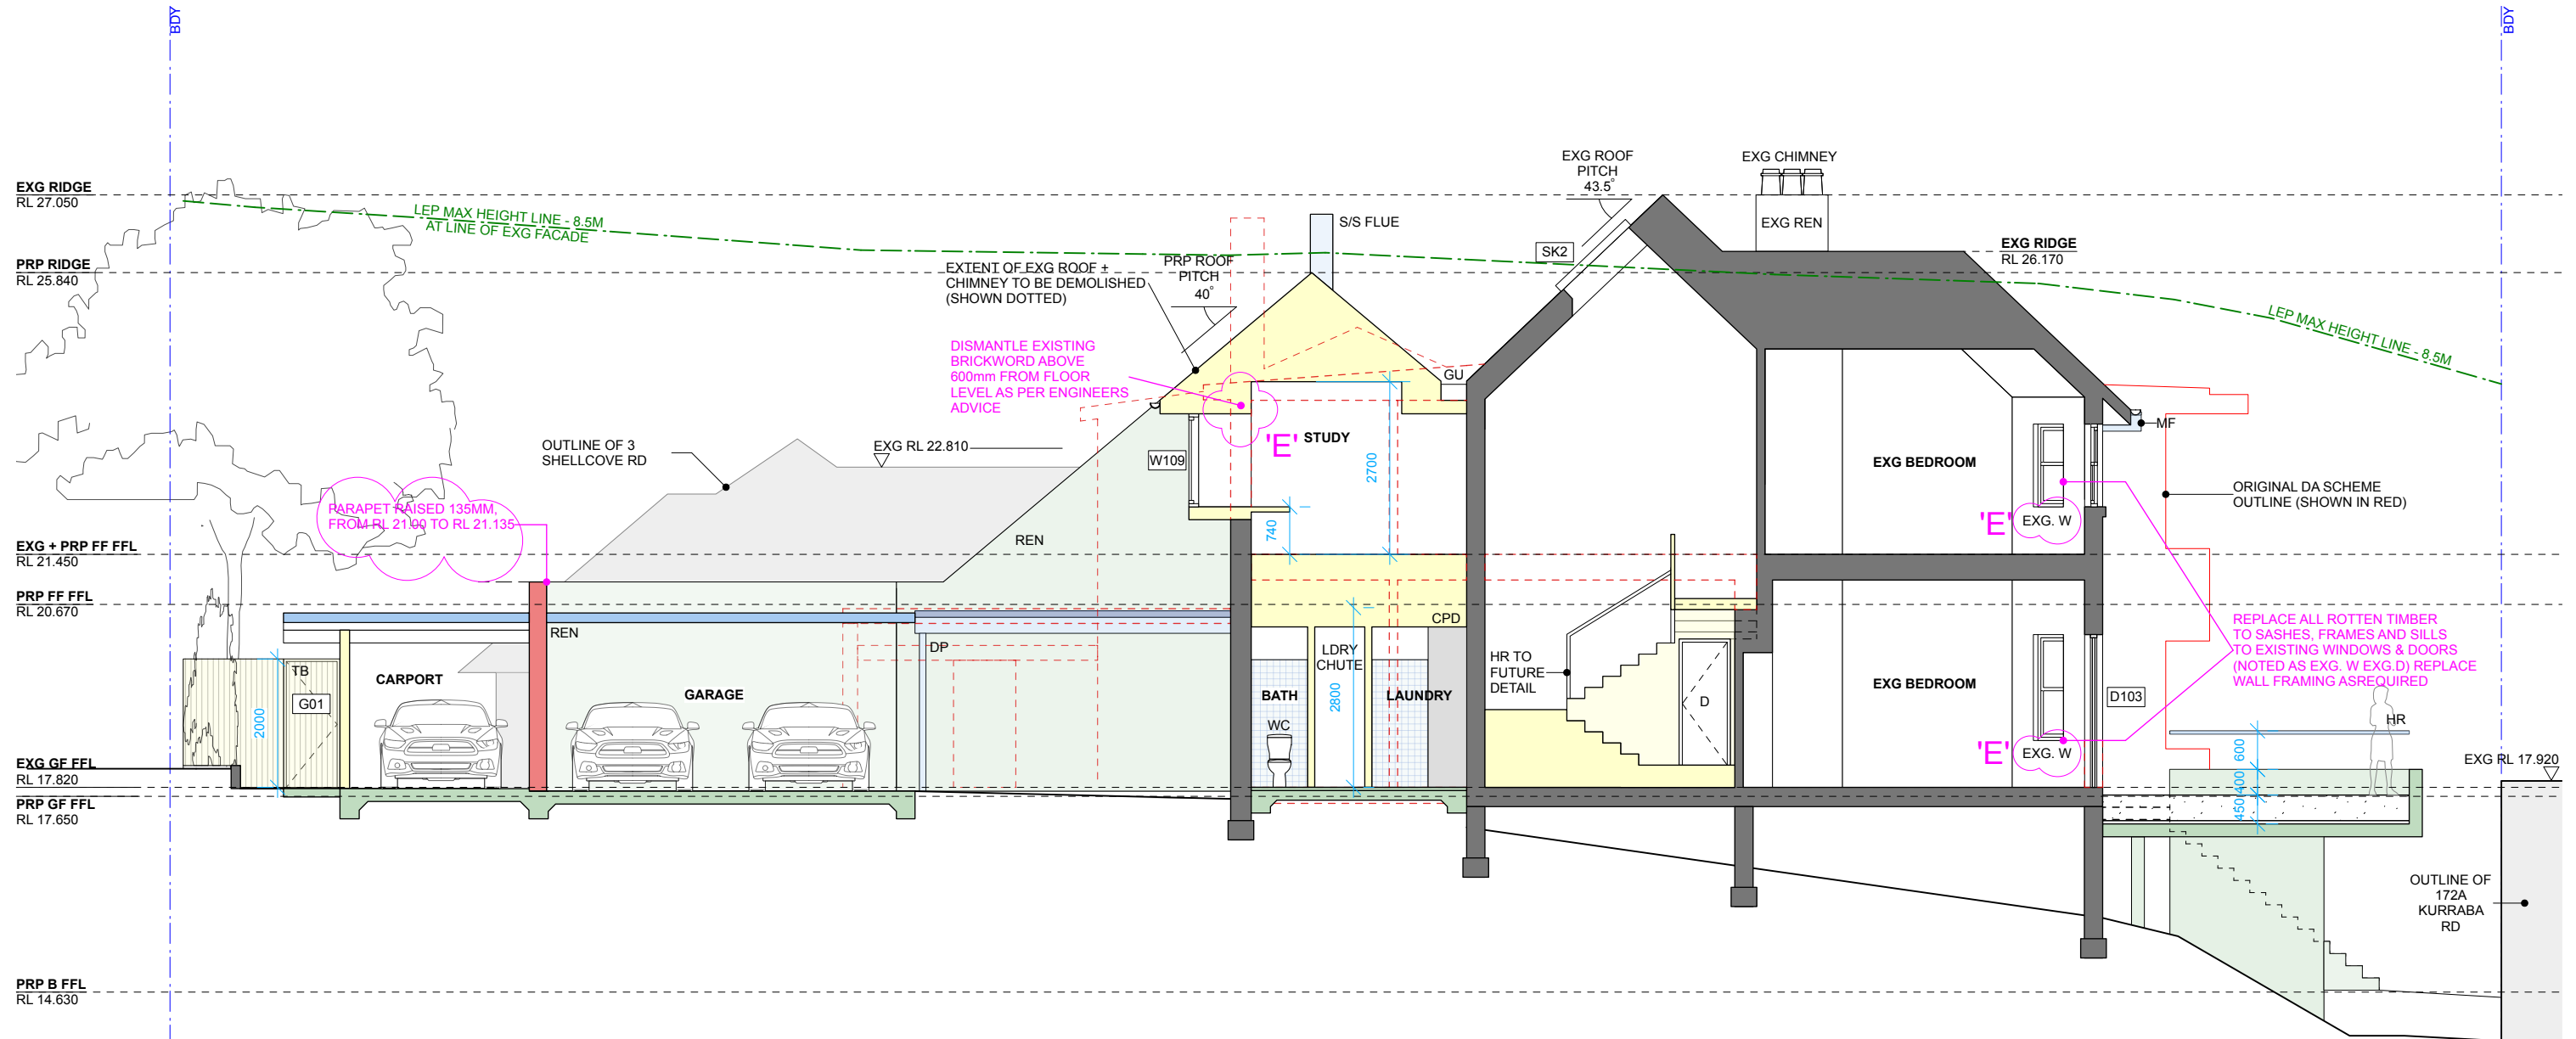 BDY
BDY
EXG ROOF
PITCH
43.5°
EXG CHIMNEY
EXG RIDGE
RL 27.050
LEP MAX HEIGHT LINE - 8.5M
AT LINE OF EXG FACADE
S/S FLUE
EXG REN
SK2
EXG RIDGE
RL 26.170
PRP RIDGE
RL 25.840
EXTENT OF EXG ROOF +
CHIMNEY TO BE DEMOLISHED
(SHOWN DOTTED)
PRP ROOF
PITCH
40°
LEP MAX HEIGHT LINE - 8.5M
DISMANTLE EXISTING
BRICKWORD ABOVE
600mm FROM FLOOR
LEVEL AS PER ENGINEERS
ADVICE
GU
MF
OUTLINE OF 3
SHELLCOVE RD
EXG RL 22.810
'E'
STUDY
W109
2700
EXG BEDROOM
ORIGINAL DA SCHEME
OUTLINE (SHOWN IN RED)
PARAPET RAISED 135MM,
FROM RL 21.00 TO RL 21.135
'E'
EXG. W
740
REN
EXG + PRP FF FFL
RL 21.450
PRP FF FFL
RL 20.670
REN
DP
CPD
LDRY
CHUTE
HR TO
FUTURE
DETAIL
REPLACE ALL ROTTEN TIMBER
TO SASHES, FRAMES AND SILLS
TO EXISTING WINDOWS & DOORS
(NOTED AS EXG. W EXG.D) REPLACE
WALL FRAMING ASREQUIRED
TB
G01
CARPORT
GARAGE
BATH
LAUNDRY
WC
2800
D
EXG BEDROOM
D103
HR
2000
'E'
EXG. W
600
400
450
EXG GF FFL
RL 17.820
EXG RL 17.920
PRP GF FFL
RL 17.650
OUTLINE OF
172A
KURRABA
RD
PRP B FFL
RL 14.630